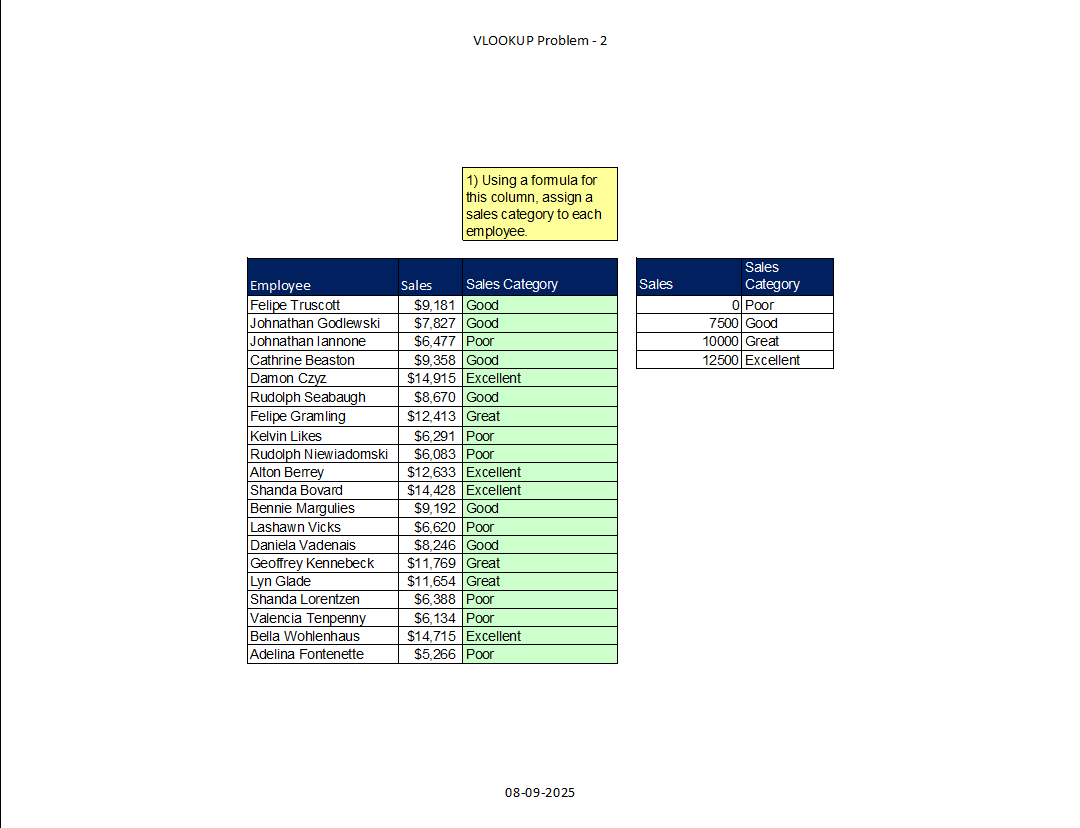 VLOOKUP Problem - 2
1) Using a formula for
this column, assign a
sales category to each
employee.
Employee Sales Sales Category
Felipe Truscott $9,181 Good
Johnathan Godlewski $7,827 Good
Johnathan Iannone $6,477 Poor
Cathrine Beaston $9,358 Good
Damon Czyz $14,915 Excellent
Rudolph Seabaugh $8,670 Good
Felipe Gramling $12,413 Great
Kelvin Likes $6,291 Poor
Rudolph Niewiadomski $6,083 Poor
Alton Berrey $12,633 Excellent
Shanda Bovard $14,428 Excellent
Bennie Margulies $9,192 Good
Lashawn Vicks $6,620 Poor
Daniela Vadenais $8,246 Good
Geoffrey Kennebeck $11,769 Great
Lyn Glade $11,654 Great
Shanda Lorentzen $6,388 Poor
Valencia Tenpenny $6,134 Poor
Bella Wohlenhaus $14,715 Excellent
Adelina Fontenette $5,266 Poor
Sales
Sales Category
0 Poor
7500 Good
10000 Great
12500 Excellent
08-09-2025